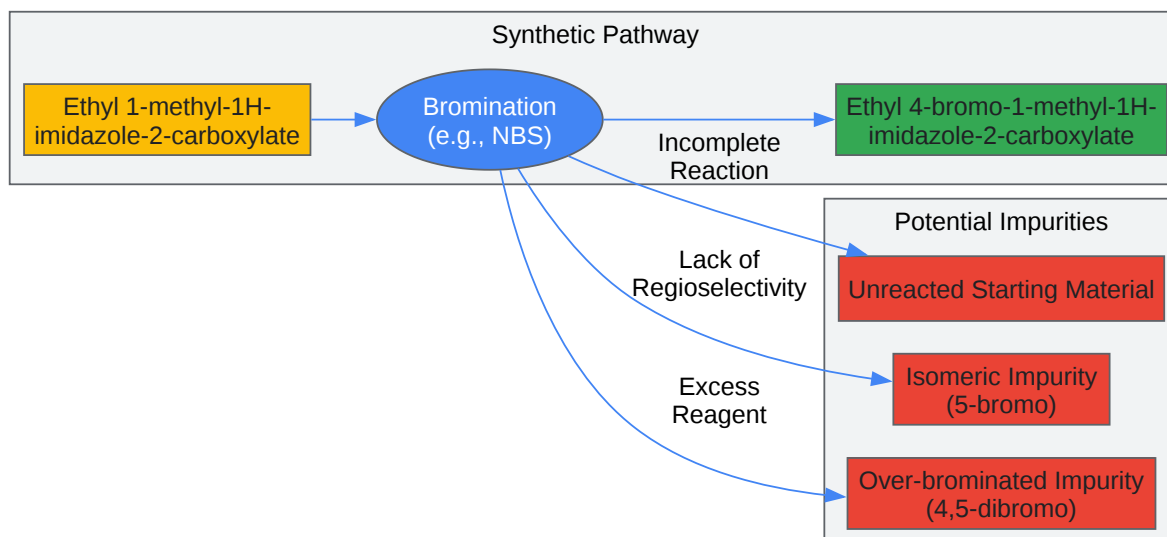 Synthetic Pathway
Ethyl 1-methyl-1H-
imidazole-2-carboxylate
Bromination
(e.g., NBS)
Ethyl 4-bromo-1-methyl-1H-
imidazole-2-carboxylate
Incomplete
Reaction
Potential Impurities
Lack of
Regioselectivity
Unreacted Starting Material
Isomeric Impurity
(5-bromo)
Excess
Reagent
Over-brominated Impurity
(4,5-dibromo)